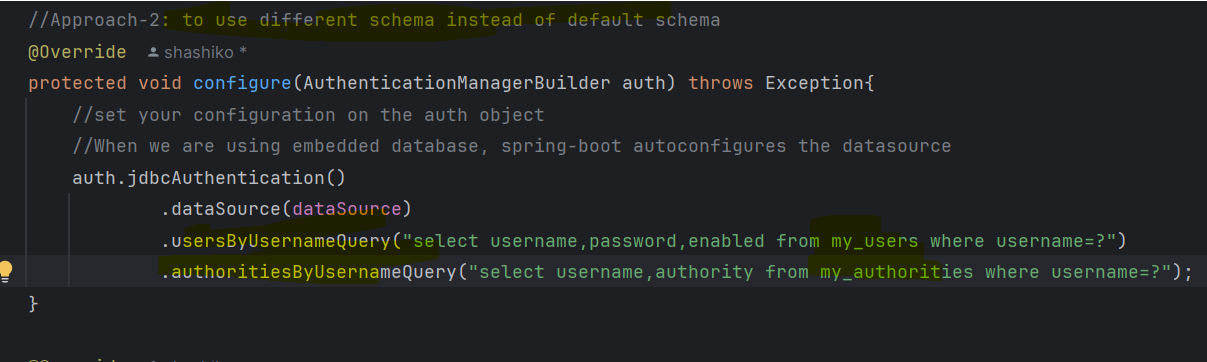 //Approach-2: to use different schema instead of default schema
@Override shashiko *
protected void configure(AuthenticationManagerBuilder auth) throws Exception{
//set your configuration on the auth object
//When we are using embedded database, spring-boot autoconfigures the datasource
auth.jdbcAuthentication()
.dataSource(dataSource)
.usersByUsernameQuery("select username,password,enabled from my_users where username=?")
.authoritiesByUsernameQuery("select username,authority from my_authorities where username=?");
}